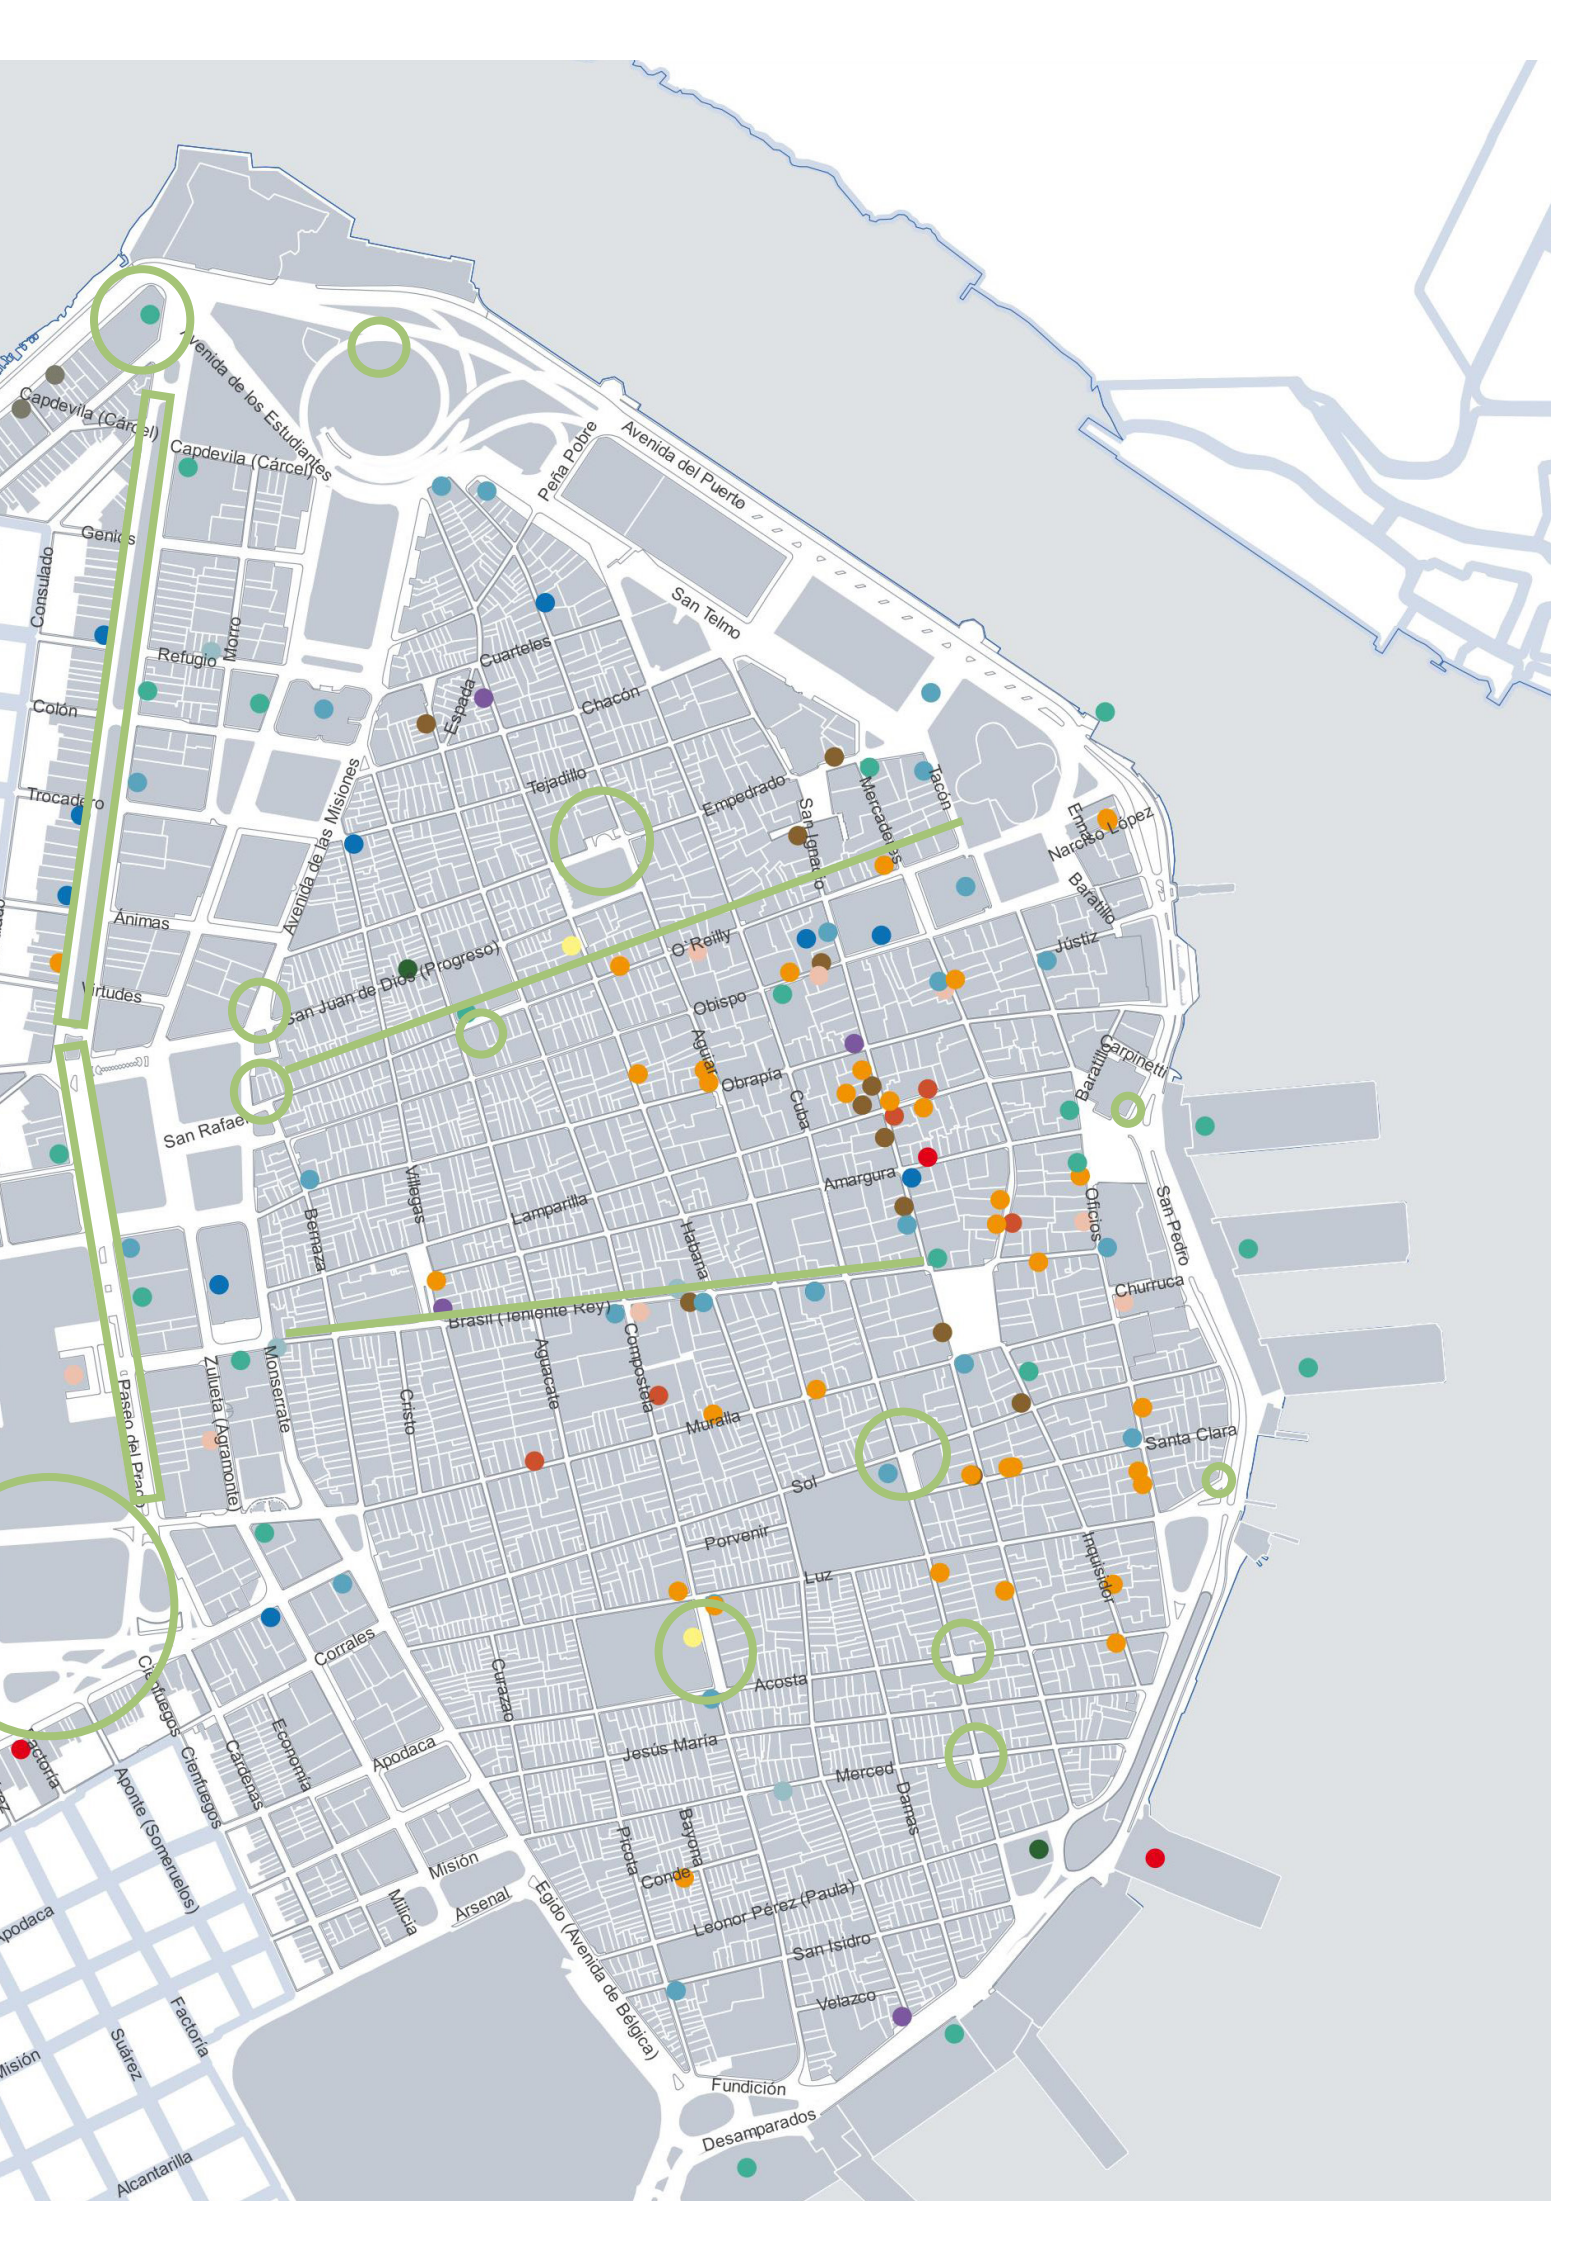 Avenida de los Estudiantes
Capdevila (Cárcel)
Capdevila (Cárcel)
Peña Pobre
Avenida del Puerto
Genios
Consulado
San Telmo
Morro
Refugio
Cuarteles
Espada
Chacón
Colón
Tejadillo
Empedrado
Mercaderes
Tacón
Trocadero
Avenida de las Misiones
San Ignacio
Enna
Narciso López
Baratillo
Ánimas
O´Reilly
Jústiz
San Juan de Dios (Progreso)
Virtudes
Obispo
Aguiar
Carpinetti
Baratillo
Obrapía
Cuba
San Rafael
Amargura
Villegas
Lamparilla
Bernaza
Habana
Oficios
San Pedro
Churruca
Brasil (Teniente Rey)
Compostela
Aguacate
Monserrate
Zulueta (Agramonte)
Paseo del Prado
Cristo
Muralla
Santa Clara
Sol
Porvenir
Luz
Inquisidor
Corrales
Cienfuegos
Curazao
Acosta
Factoría
Economía
Apodaca
Jesús María
Merced
Damas
Cárdenas
Cienfuegos
Aponte (Someruelos)
Bayona
Picota
Conde
Misión
Milicia
Arsenal
Leonor Pérez (Paula)
Egido (Avenida de Bélgica)
San Isidro
Apodaca
Velazco
Factoría
Suárez
Misión
Fundición
Desamparados
Alcantarilla